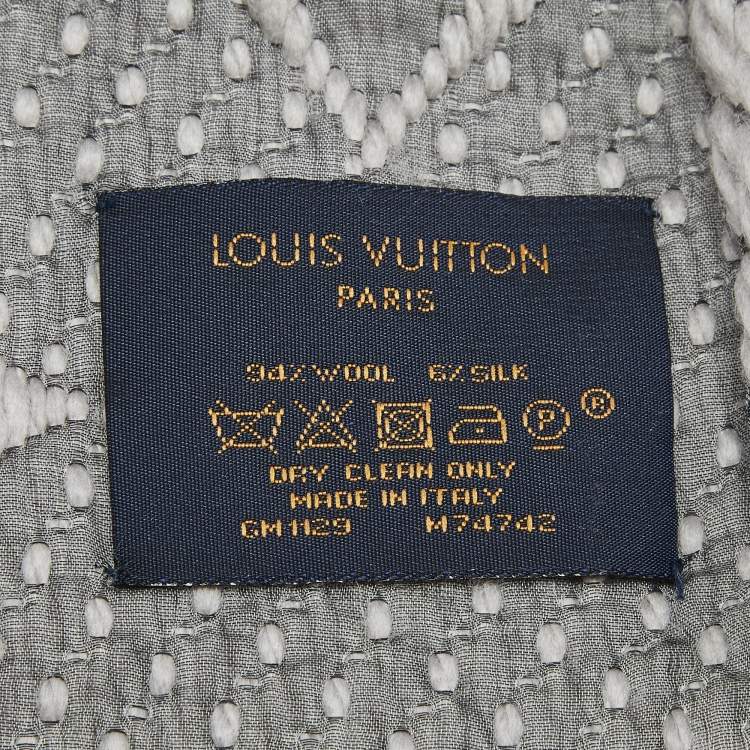 LOUIS VUITTON
PARIS
94% WOOL 6% SILK
P ®
DRY CLEAN ONLY
MADE IN ITALY
GM1129 M74742